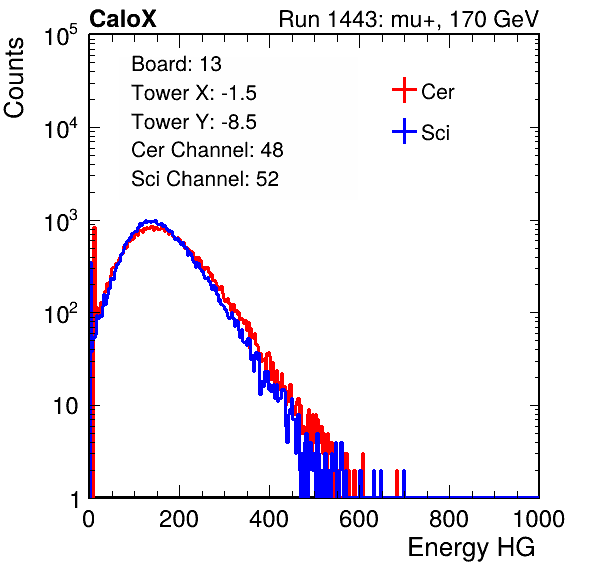 CaloX Run 1443: mu+, 170 GeV
Counts
Board: 13
Tower X: -1.5
Tower Y: -8.5
Cer Channel: 48
Sci Channel: 52
Cer
Sci
10^5
10^4
10^3
10^2
10
1
0 200 400 600 800 1000
Energy HG